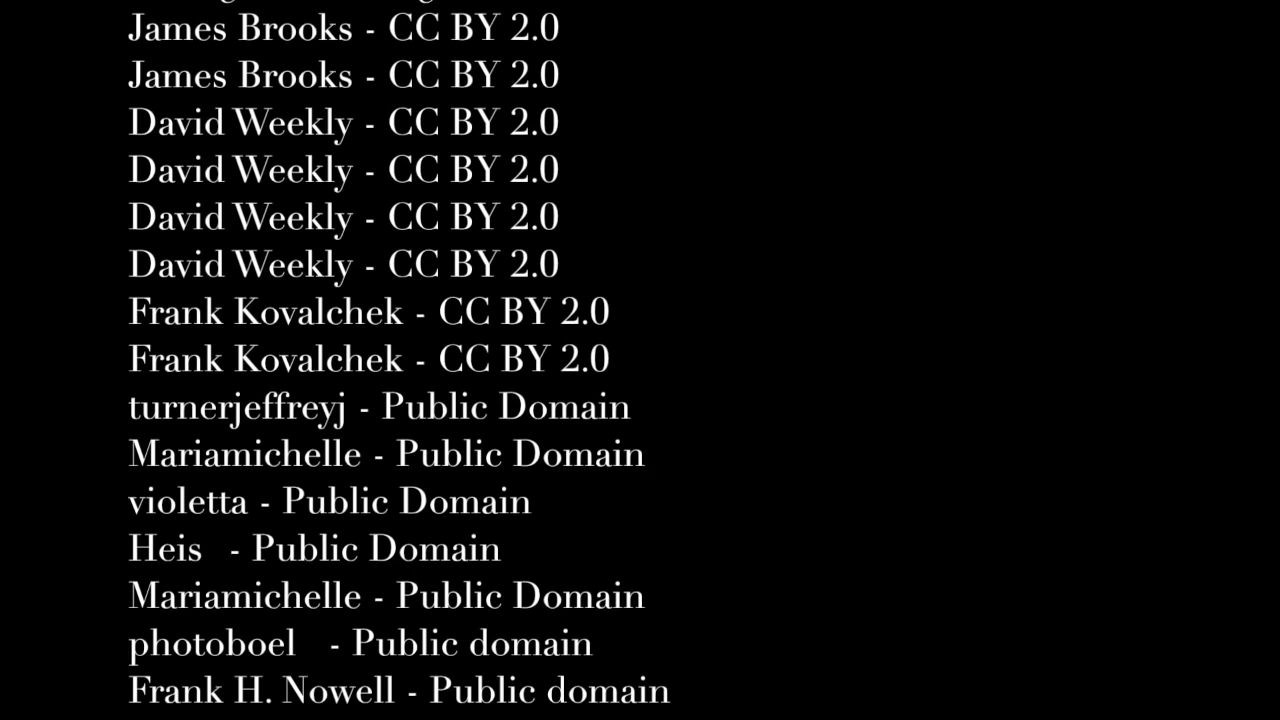 James Brooks - CC BY 2.0
James Brooks - CC BY 2.0
David Weekly - CC BY 2.0
David Weekly - CC BY 2.0
David Weekly - CC BY 2.0
David Weekly - CC BY 2.0
Frank Kovalchek - CC BY 2.0
Frank Kovalchek - CC BY 2.0
turnerjeffreyj - Public Domain
Mariamichelle - Public Domain
violetta - Public Domain
Heis - Public Domain
Mariamichelle - Public Domain
photoboel - Public domain
Frank H. Nowell - Public domain